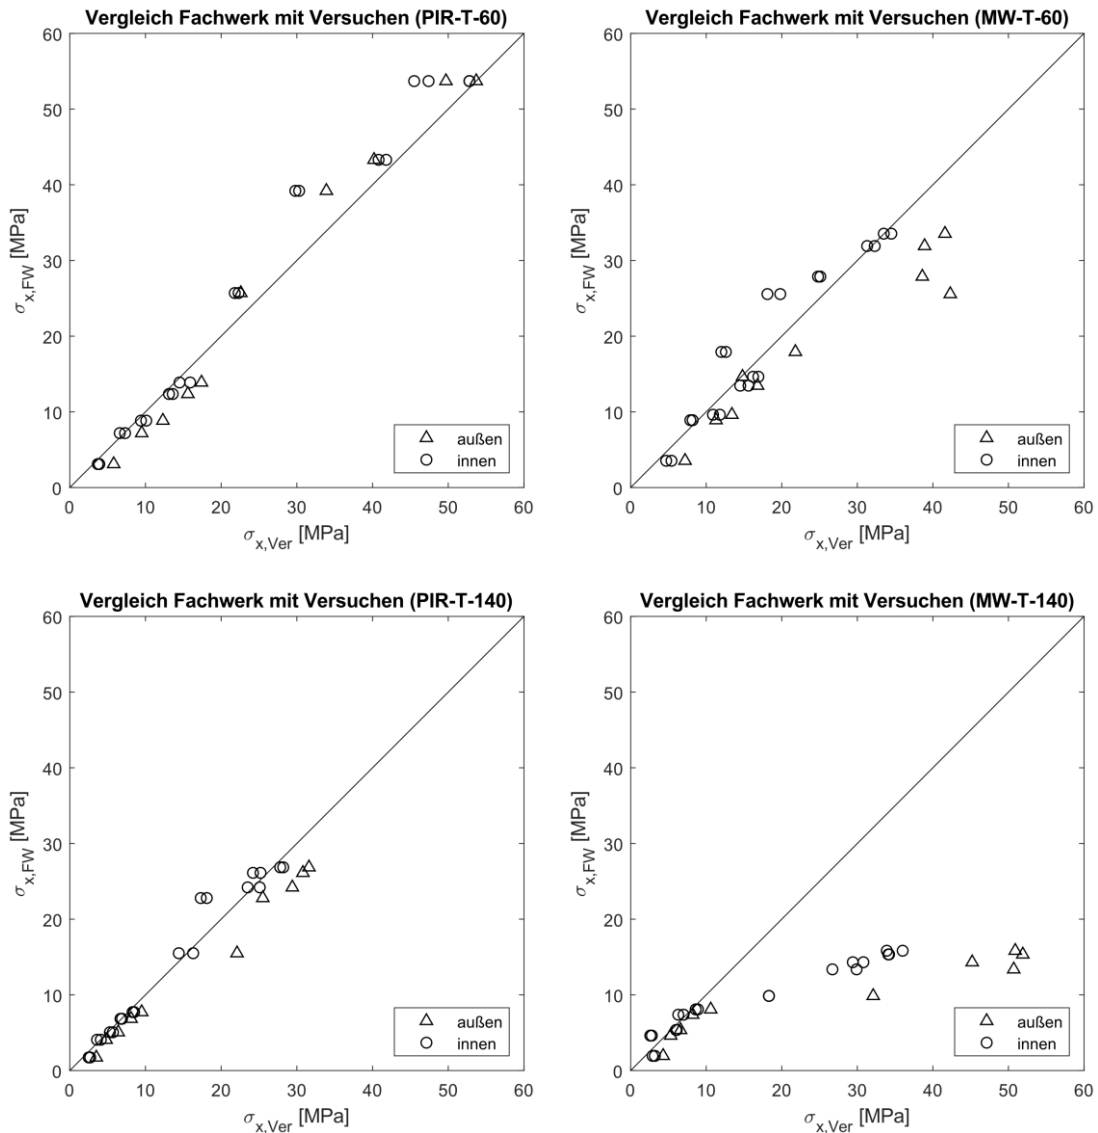 Vergleich Fachwerk mit Versuchen (PIR-T-60)
60
50
40
30
20
10
0
σx,FW [MPa]
außen
innen
0 10 20 30 40 50 60
σx,Ver [MPa]
Vergleich Fachwerk mit Versuchen (MW-T-60)
60
50
40
30
20
10
0
σx,FW [MPa]
außen
innen
0 10 20 30 40 50 60
σx,Ver [MPa]
Vergleich Fachwerk mit Versuchen (PIR-T-140)
60
50
40
30
20
10
0
σx,FW [MPa]
außen
innen
0 10 20 30 40 50 60
σx,Ver [MPa]
Vergleich Fachwerk mit Versuchen (MW-T-140)
60
50
40
30
20
10
0
σx,FW [MPa]
außen
innen
0 10 20 30 40 50 60
σx,Ver [MPa]